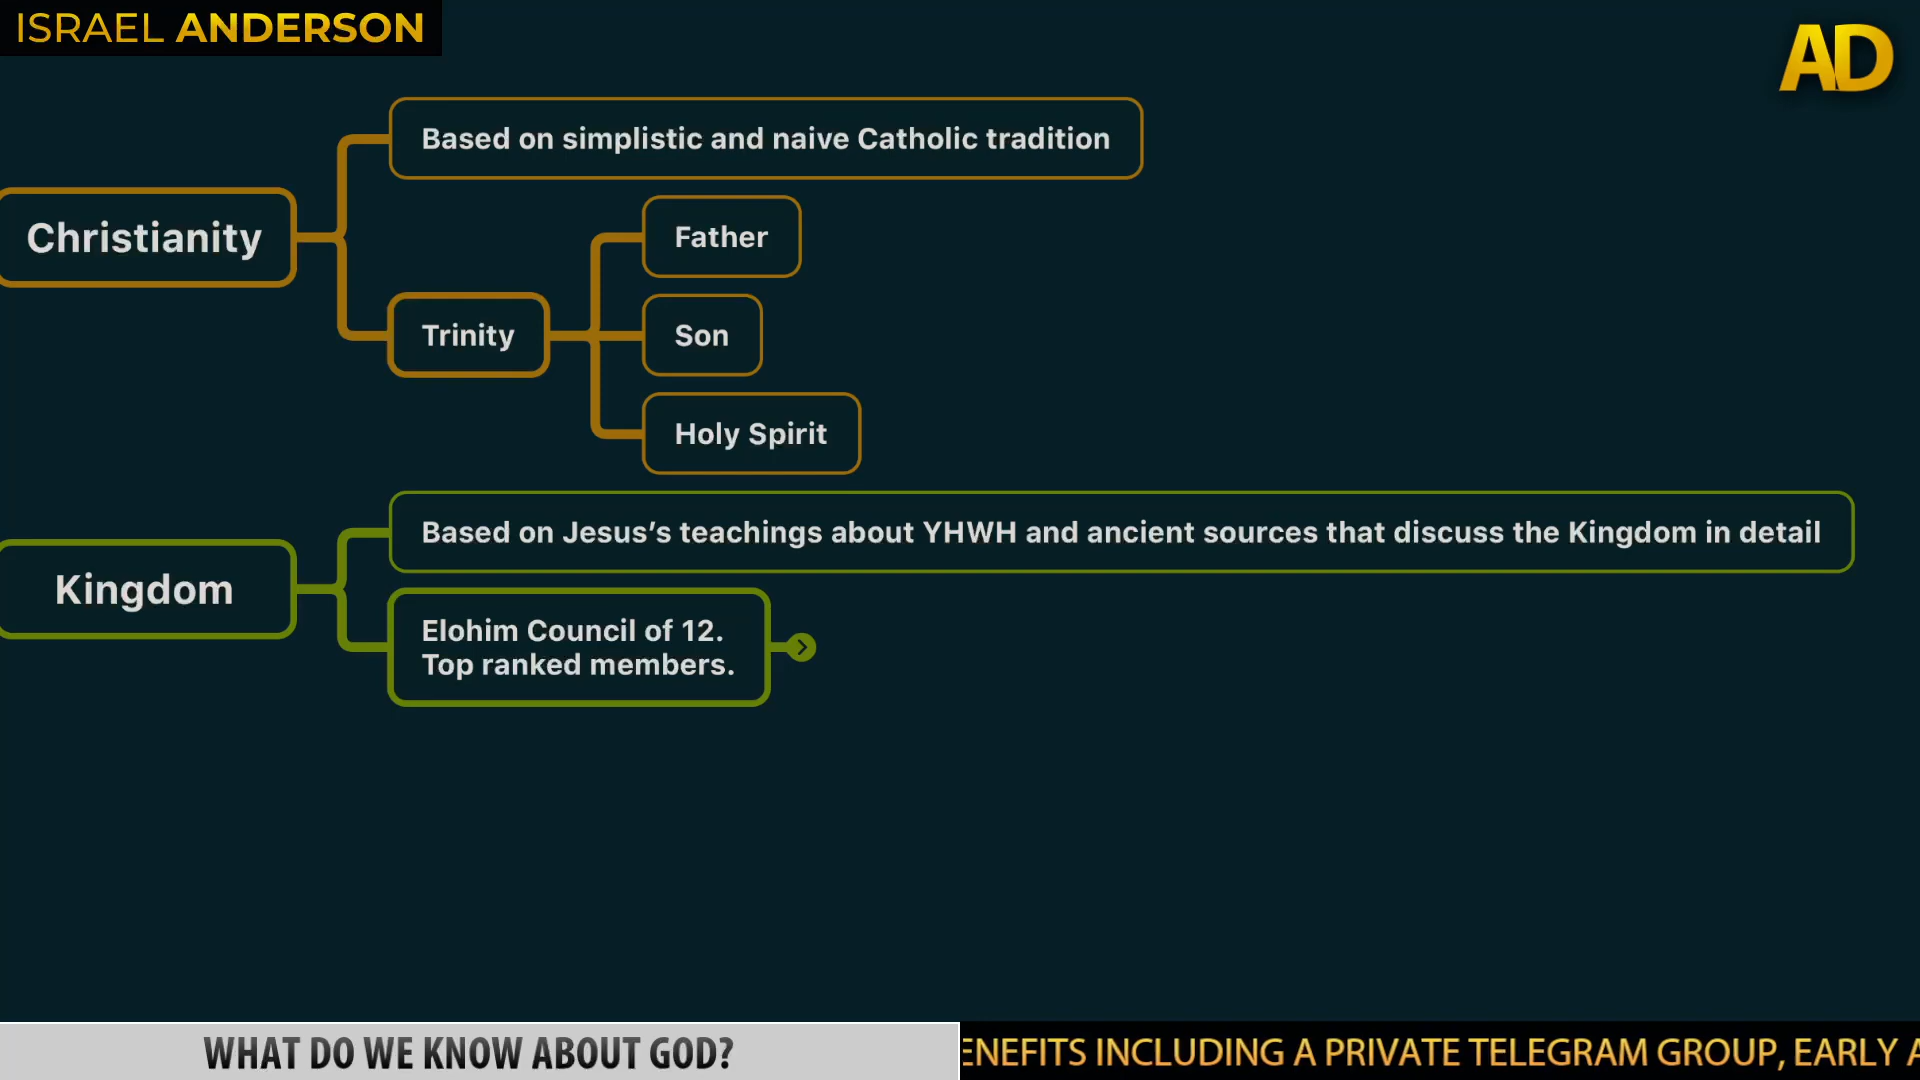 ISRAEL ANDERSON
AD
Based on simplistic and naive Catholic tradition
Christianity
Father
Trinity
Son
Holy Spirit
Based on Jesus’s teachings about YHWH and ancient sources that discuss the Kingdom in detail
Kingdom
Elohim Council of 12.
Top ranked members.
WHAT DO WE KNOW ABOUT GOD?
ENEFITS INCLUDING A PRIVATE TELEGRAM GROUP, EARLY A